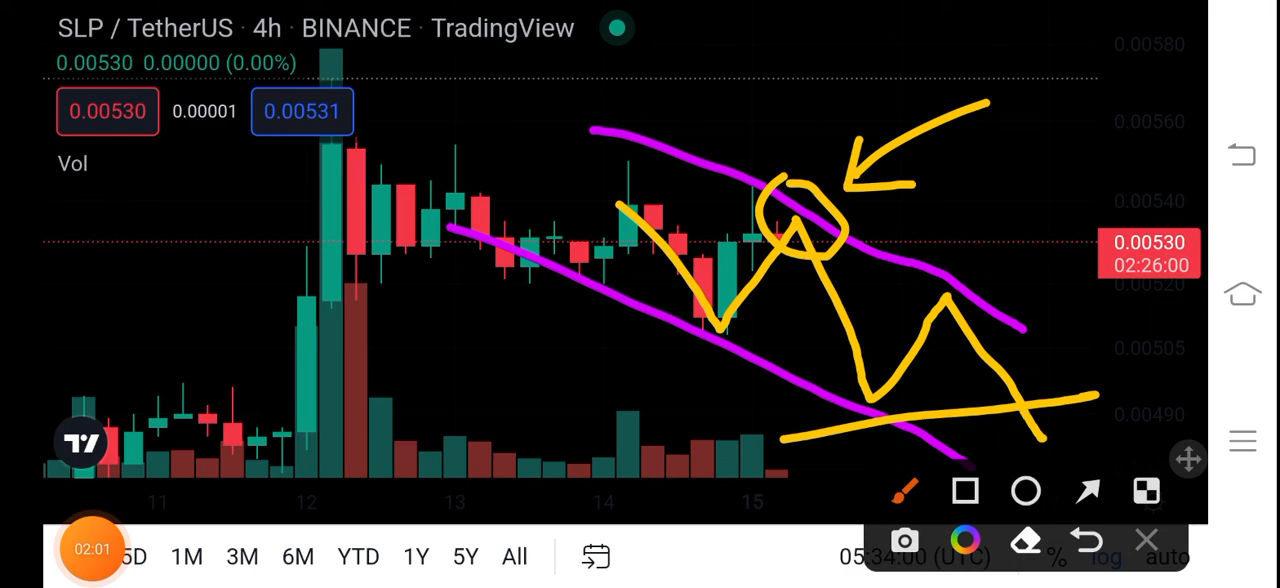 SLP / TetherUS · 4h · BINANCE · TradingView
0.00530 0.00000 (0.00%)
0.00530 0.00001 0.00531
Vol
0.00580
0.00560
0.00540
0.00530
02:26:00
0.00520
0.00505
0.00490
11 12 13 14 15
02:01
5D 1M 3M 6M YTD 1Y 5Y All 05:34:00 (UTC) % log auto